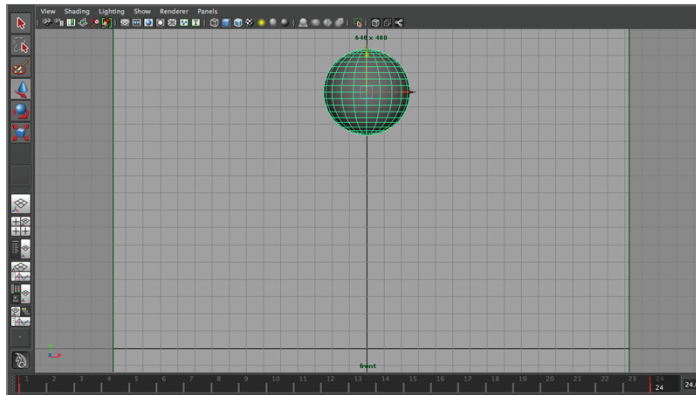 View Shading Lighting Show Renderer Panels
640 x 480
front
1 2 3 4 5 6 7 8 9 10 11 12 13 14 15 16 17 18 19 20 21 22 23 24
24